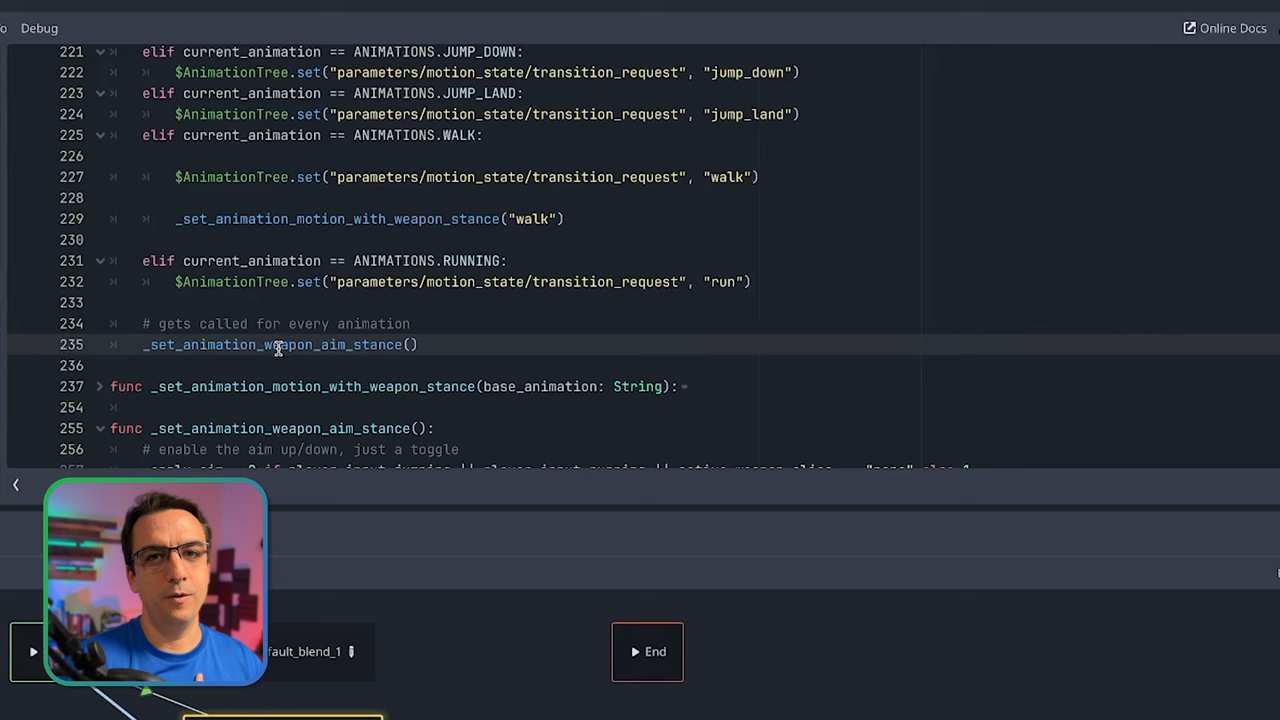 Debug
Online Docs
221 elif current_animation == ANIMATIONS.JUMP_DOWN:
222 $AnimationTree.set("parameters/motion_state/transition_request", "jump_down")
223 elif current_animation == ANIMATIONS.JUMP_LAND:
224 $AnimationTree.set("parameters/motion_state/transition_request", "jump_land")
225 elif current_animation == ANIMATIONS.WALK:
226
227 $AnimationTree.set("parameters/motion_state/transition_request", "walk")
228
229 _set_animation_motion_with_weapon_stance("walk")
230
231 elif current_animation == ANIMATIONS.RUNNING:
232 $AnimationTree.set("parameters/motion_state/transition_request", "run")
233
234 # gets called for every animation
235 _set_animation_weapon_aim_stance()
236
237 func _set_animation_motion_with_weapon_stance(base_animation: String):
254
255 func _set_animation_weapon_aim_stance():
256 # enable the aim up/down, just a toggle
fault_blend_1
End